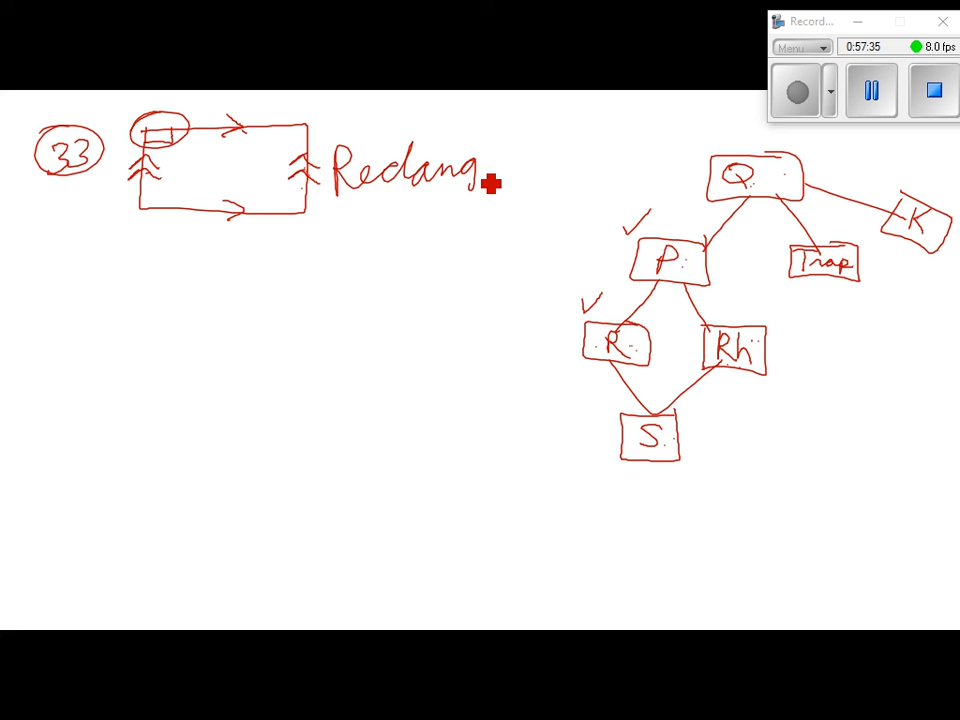 Record...
Menu
0:57:35
8.0 fps
33
Rectang
Q
K
P
Trap
R
Rh
S